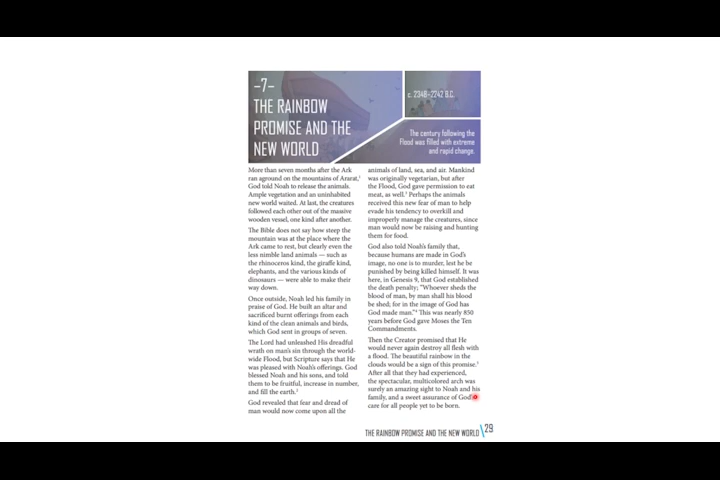 –7–
THE RAINBOW
PROMISE AND THE
NEW WORLD
c. 2348–2242 B.C.
The century following the
Flood was filled with extreme
and rapid change.
More than seven months after the Ark
ran aground on the mountains of Ararat,¹
God told Noah to release the animals.
Ample vegetation and an uninhabited
new world waited. At last, the creatures
followed each other out of the massive
wooden vessel, one kind after another.
The Bible does not say how steep the
mountain was at the place where the
Ark came to rest, but clearly even the
less nimble land animals — such as
the rhinoceros kind, the giraffe kind,
elephants, and the various kinds of
dinosaurs — were able to make their
way down.
Once outside, Noah led his family in
praise of God. He built an altar and
sacrificed burnt offerings from each
kind of the clean animals and birds,
which God sent in groups of seven.
The Lord had unleashed His dreadful
wrath on man's sin through the world-
wide Flood, but Scripture says that He
was pleased with Noah's offerings. God
blessed Noah and his sons, and told
them to be fruitful, increase in number,
and fill the earth.²
God revealed that fear and dread of
man would now come upon all the
animals of land, sea, and air. Mankind
was originally vegetarian, but after
the Flood, God gave permission to eat
meat, as well.³ Perhaps the animals
received this new fear of man to help
evade his tendency to overkill and
improperly manage the creatures, since
man would now be raising and hunting
them for food.
God also told Noah's family that,
because humans are made in God's
image, no one is to murder, lest he be
punished by being killed himself. It was
here, in Genesis 9, that God established
the death penalty; "Whoever sheds the
blood of man, by man shall his blood
be shed; for in the image of God has
God made man."⁴ This was nearly 850
years before God gave Moses the Ten
Commandments.
Then the Creator promised that He
would never again destroy all flesh with
a flood. The beautiful rainbow in the
clouds would be a sign of this promise.⁵
After all that they had experienced,
the spectacular, multicolored arch was
surely an amazing sight to Noah and his
family, and a sweet assurance of God's
care for all people yet to be born.
THE RAINBOW PROMISE AND THE NEW WORLD \ 29